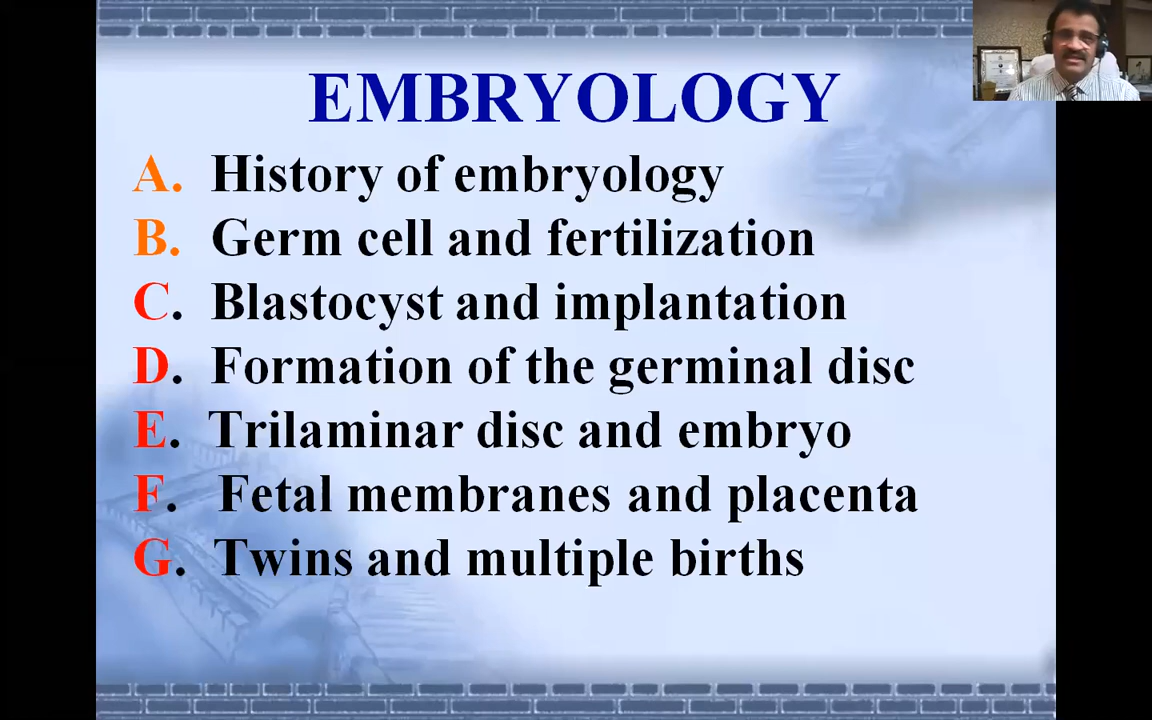 EMBRYOLOGY
A. History of embryology
B. Germ cell and fertilization
C. Blastocyst and implantation
D. Formation of the germinal disc
E. Trilaminar disc and embryo
F. Fetal membranes and placenta
G. Twins and multiple births